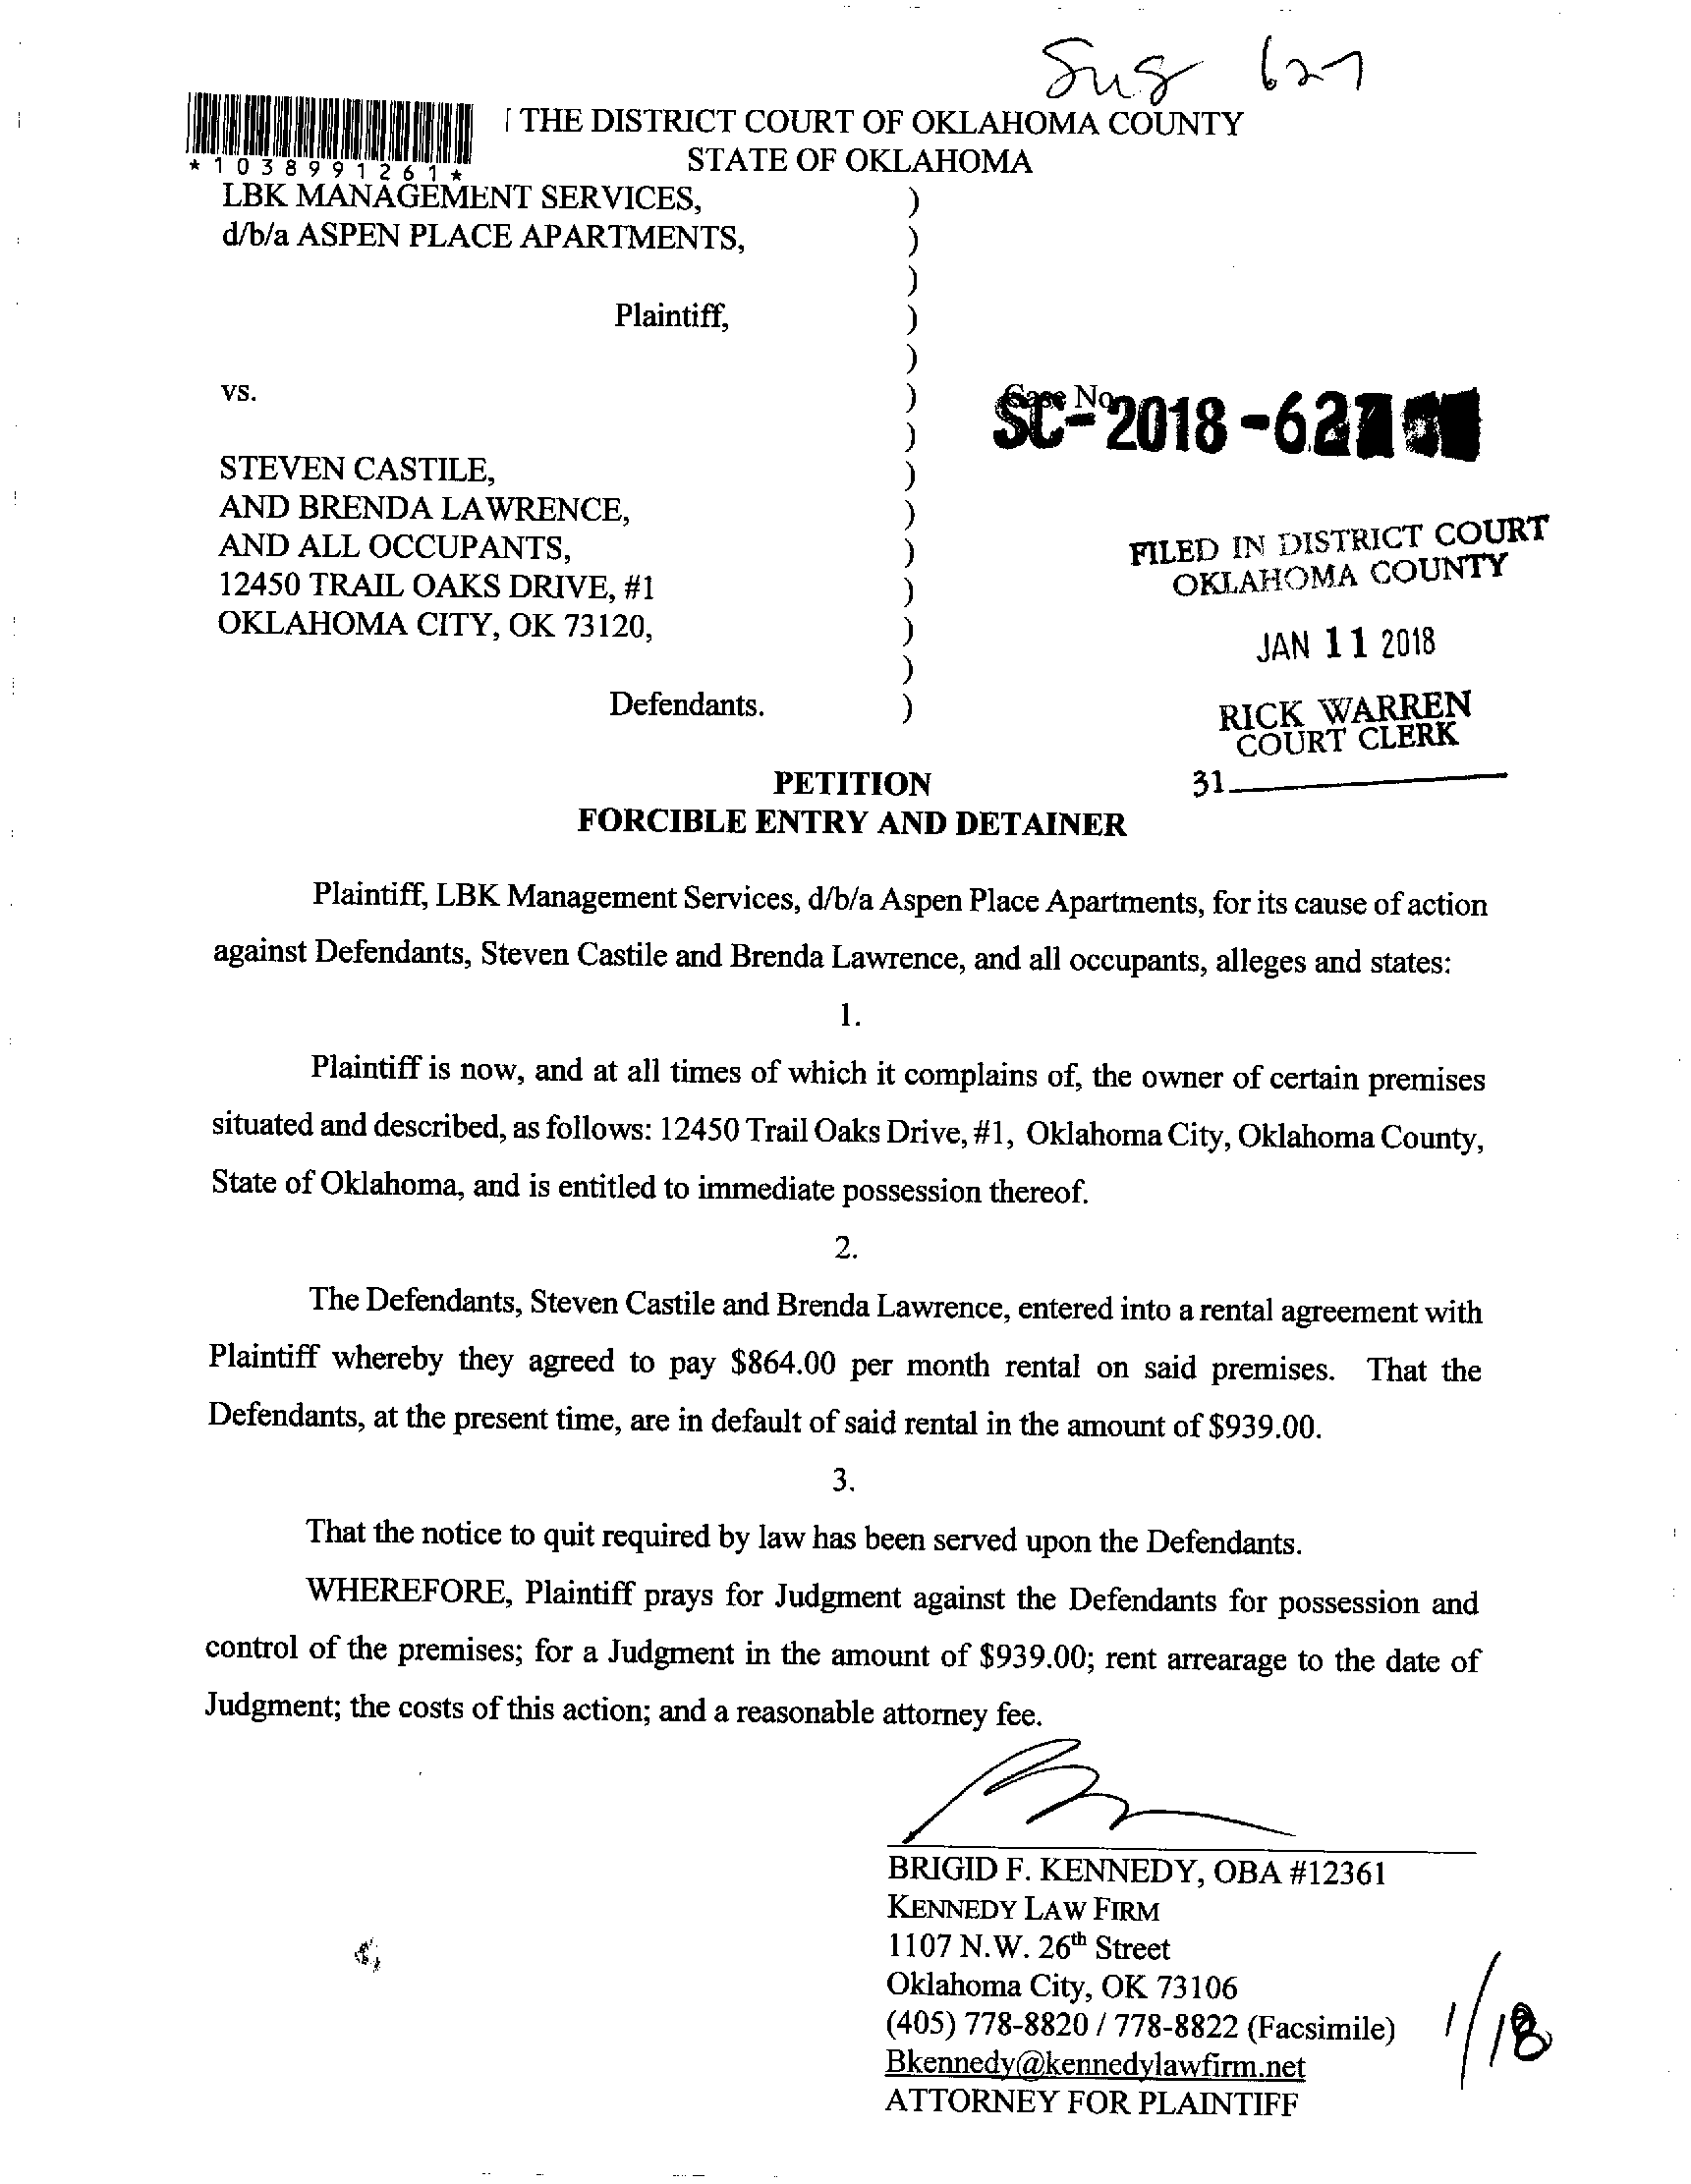 627
[ THE DISTRICT COURT OF OKLAHOMA COUNTY
STATE OF OKLAHOMA
*1038991261*
LBK MANAGEMENT SERVICES, )
d/b/a ASPEN PLACE APARTMENTS, )
)
Plaintiff, )
)
vs. )
)
STEVEN CASTILE, )
AND BRENDA LAWRENCE, )
AND ALL OCCUPANTS, )
12450 TRAIL OAKS DRIVE, #1 )
OKLAHOMA CITY, OK 73120, )
)
Defendants. )
Case No.
SC-2018-627
FILED IN DISTRICT COURT
OKLAHOMA COUNTY
JAN 11 2018
RICK WARREN
COURT CLERK
31
PETITION
FORCIBLE ENTRY AND DETAINER
Plaintiff, LBK Management Services, d/b/a Aspen Place Apartments, for its cause of action
against Defendants, Steven Castile and Brenda Lawrence, and all occupants, alleges and states:
1.
Plaintiff is now, and at all times of which it complains of, the owner of certain premises
situated and described, as follows: 12450 Trail Oaks Drive, #1, Oklahoma City, Oklahoma County,
State of Oklahoma, and is entitled to immediate possession thereof.
2.
The Defendants, Steven Castile and Brenda Lawrence, entered into a rental agreement with
Plaintiff whereby they agreed to pay $864.00 per month rental on said premises. That the
Defendants, at the present time, are in default of said rental in the amount of $939.00.
3.
That the notice to quit required by law has been served upon the Defendants.
WHEREFORE, Plaintiff prays for Judgment against the Defendants for possession and
control of the premises; for a Judgment in the amount of $939.00; rent arrearage to the date of
Judgment; the costs of this action; and a reasonable attorney fee.
BRIGID F. KENNEDY, OBA #12361
KENNEDY LAW FIRM
1107 N.W. 26th Street
Oklahoma City, OK 73106
(405) 778-8820 / 778-8822 (Facsimile)
Bkennedy@kennedylawfirm.net
ATTORNEY FOR PLAINTIFF
1/18